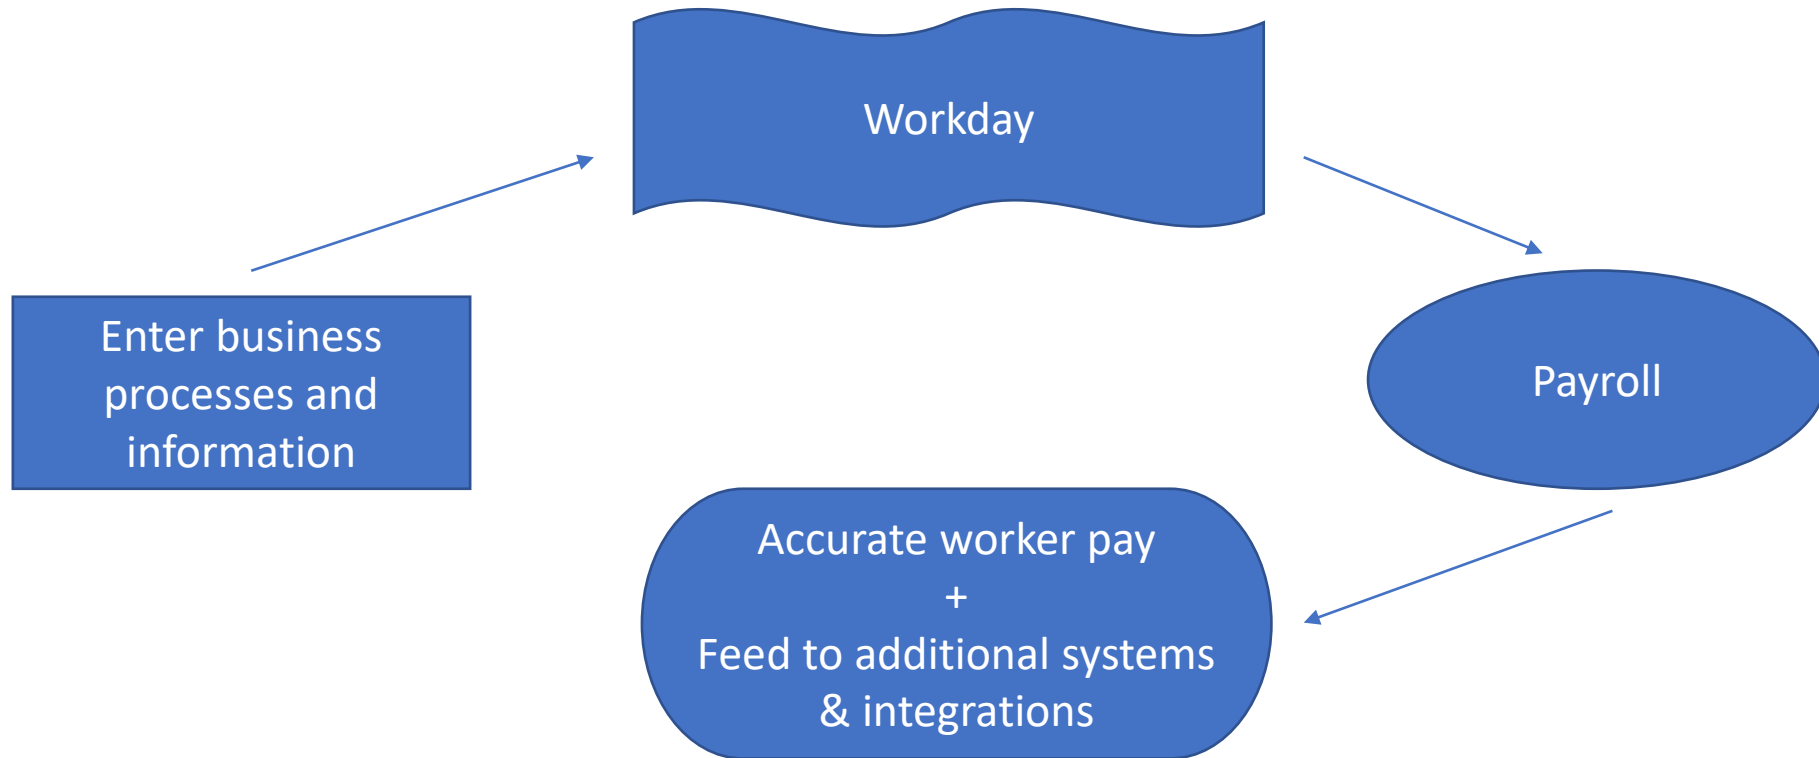 Workday
Enter business
processes and
information
Payroll
Accurate worker pay
+
Feed to additional systems
& integrations